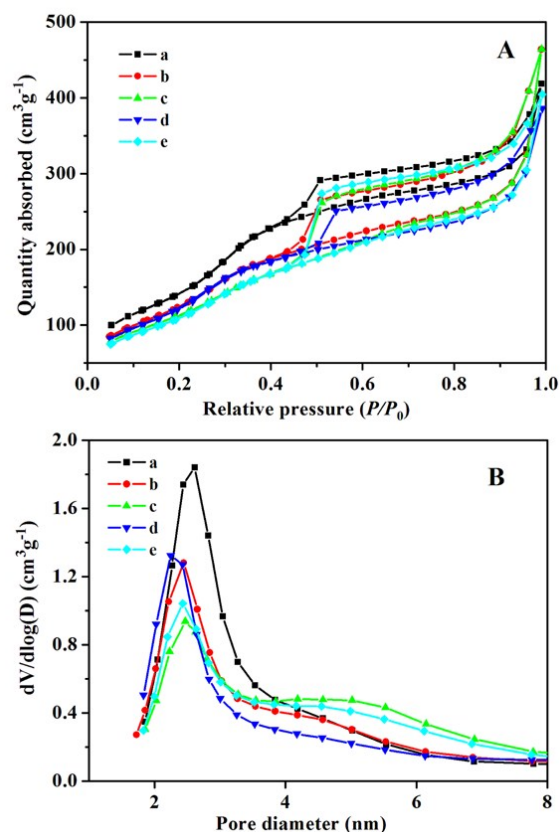 500
400
300
200
100
Quantity absorbed (cm³g⁻¹)
a
b
c
d
e
A
0.0 0.2 0.4 0.6 0.8 1.0
Relative pressure (P/P₀)
2.0
1.6
1.2
0.8
0.4
0.0
dV/dlog(D) (cm³g⁻¹)
a
b
c
d
e
B
2 4 6 8
Pore diameter (nm)